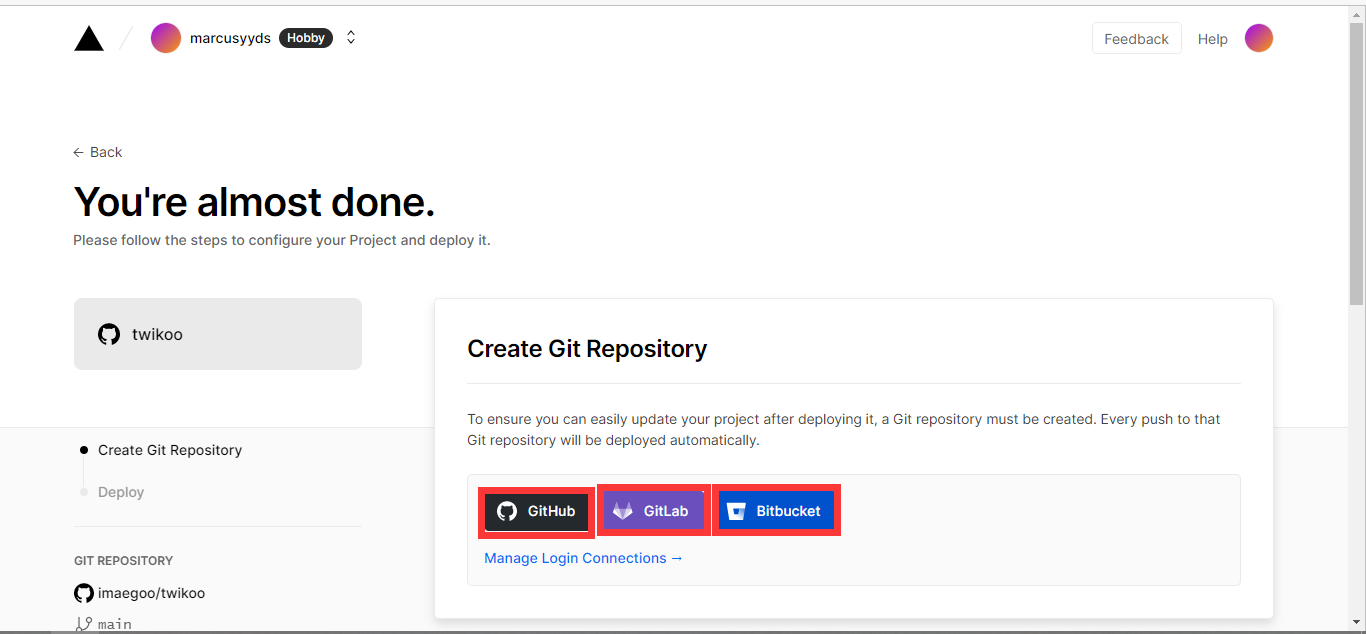 marcusyyds Hobby
Feedback Help
← Back
You're almost done.
Please follow the steps to configure your Project and deploy it.
twikoo
Create Git Repository
Deploy
GIT REPOSITORY
imaegoo/twikoo
main
Create Git Repository
To ensure you can easily update your project after deploying it, a Git repository must be created. Every push to that
Git repository will be deployed automatically.
GitHub GitLab Bitbucket
Manage Login Connections →